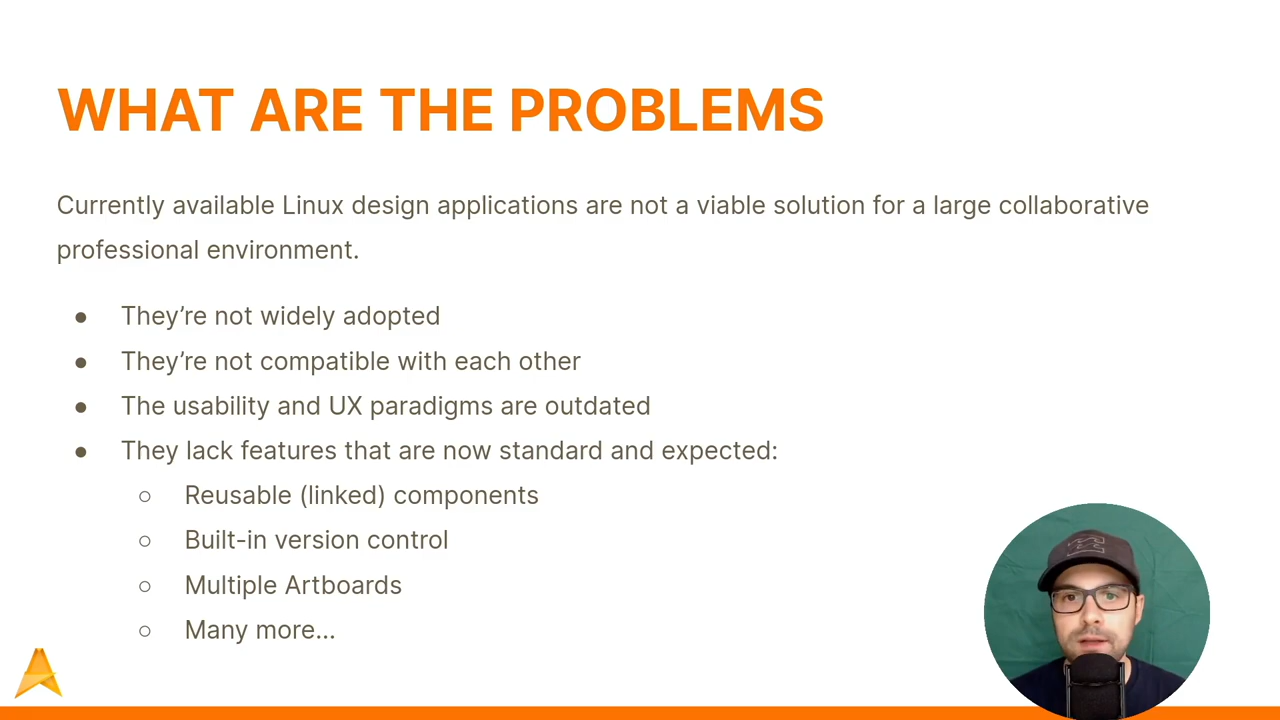 WHAT ARE THE PROBLEMS
Currently available Linux design applications are not a viable solution for a large collaborative
professional environment.
● They’re not widely adopted
● They’re not compatible with each other
● The usability and UX paradigms are outdated
● They lack features that are now standard and expected:
○ Reusable (linked) components
○ Built-in version control
○ Multiple Artboards
○ Many more...